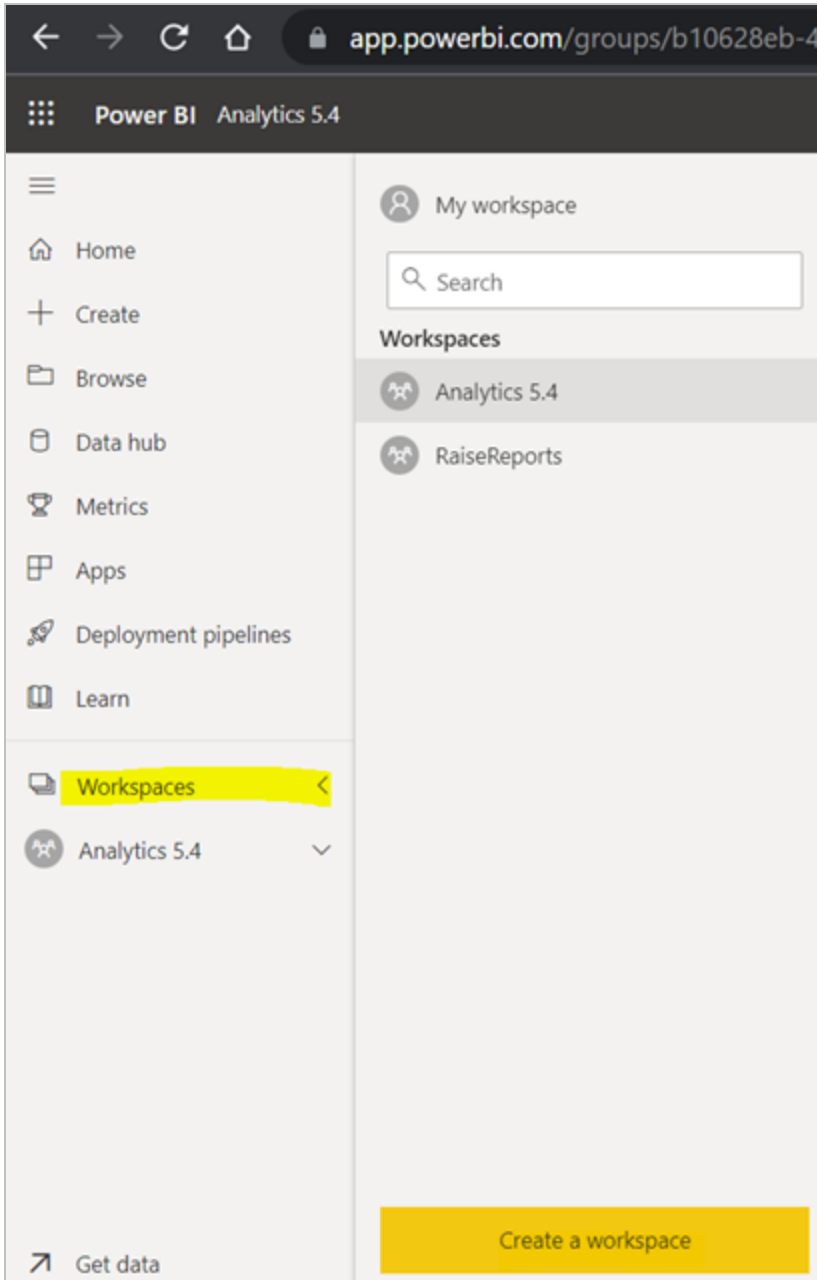 app.powerbi.com/groups/b10628eb-4
Power BI Analytics 5.4
Home
Create
Browse
Data hub
Metrics
Apps
Deployment pipelines
Learn
Workspaces
Analytics 5.4
Get data
My workspace
Search
Workspaces
Analytics 5.4
RaiseReports
Create a workspace